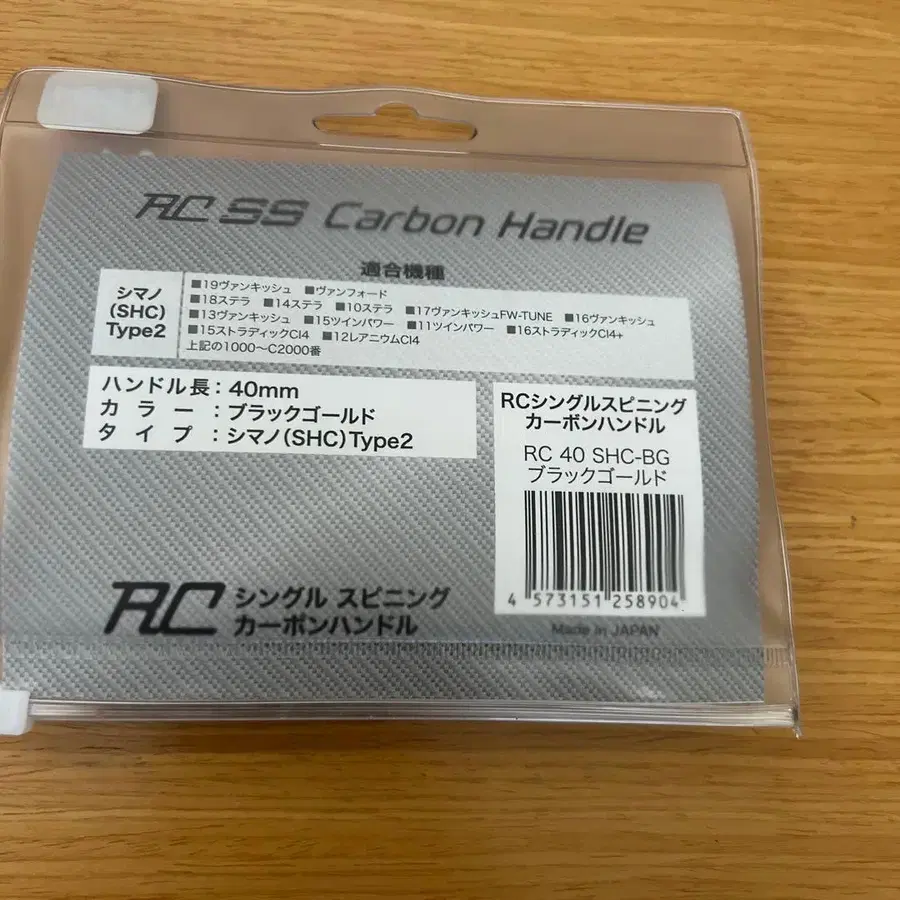 RC SS Carbon Handle
適合機種
シマノ
(SHC)
Type2
■19ヴァンキッシュ ■ヴァンフォード
■18ステラ ■14ステラ ■10ステラ ■17ヴァンキッシュFW-TUNE ■16ヴァンキッシュ
■13ヴァンキッシュ ■15ツインパワー ■11ツインパワー ■16ストラディックCI4+
■15ストラディックCI4 ■12レアニウムCI4
上記の1000〜C2000番
ハンドル長：40mm
カラー：ブラックゴールド
タイプ：シマノ(SHC)Type2
RCシングルスピニング
カーボンハンドル
RC 40 SHC-BG
ブラックゴールド
4 573151 258904
Made in JAPAN
RC シングル スピニング
カーボンハンドル